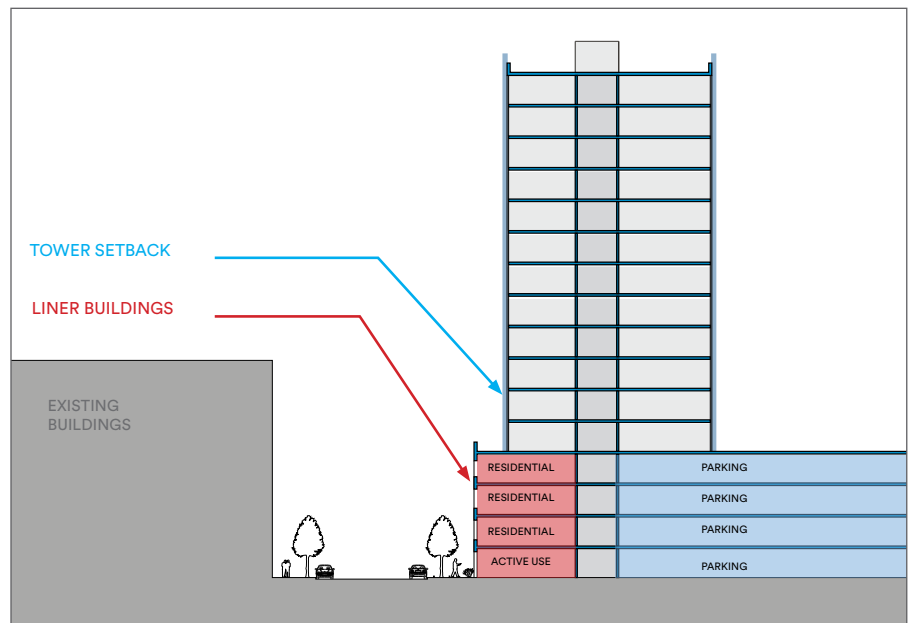 TOWER SETBACK
LINER BUILDINGS
EXISTING
BUILDINGS
RESIDENTIAL
PARKING
RESIDENTIAL
PARKING
RESIDENTIAL
PARKING
ACTIVE USE
PARKING